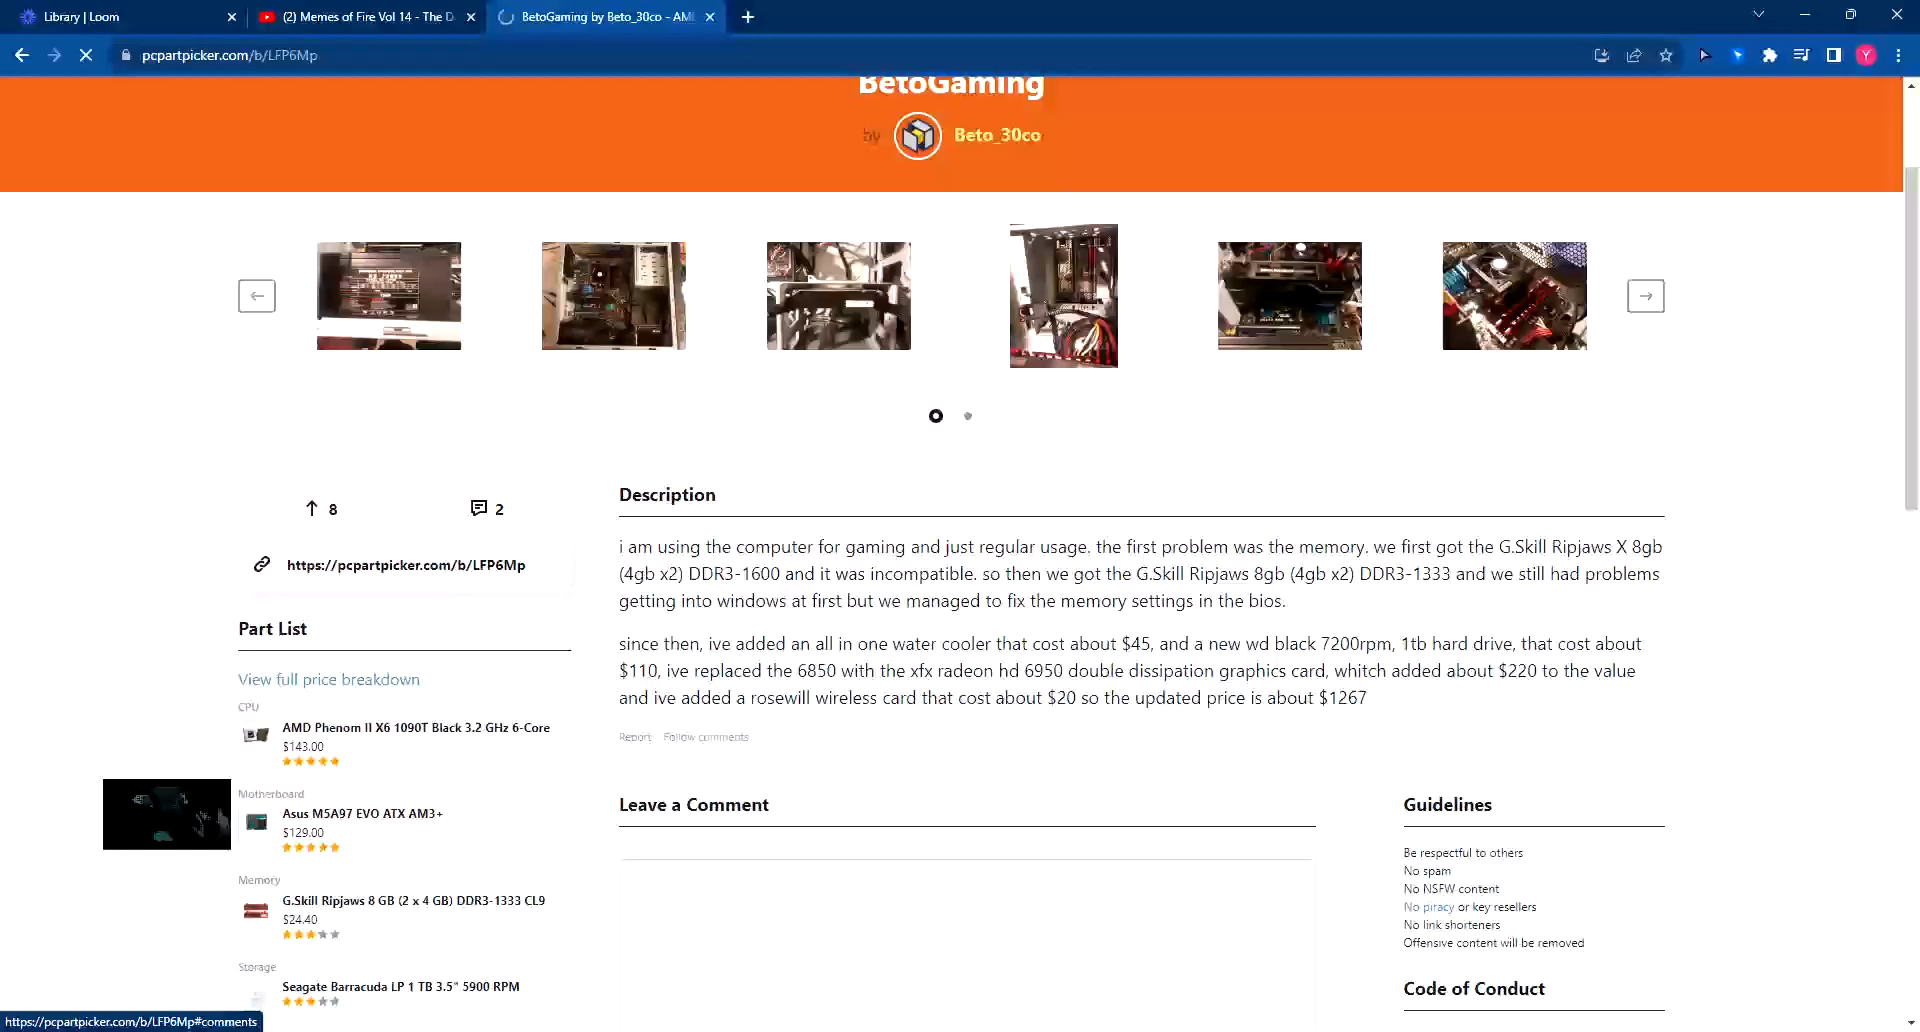 Library | Loom
(2) Memes of Fire Vol 14 - The D
BetoGaming by Beto_30co - AM
pcpartpicker.com/b/LFP6Mp
Y
BetoGaming
by Beto_30co
8
2
https://pcpartpicker.com/b/LFP6Mp
Part List
View full price breakdown
CPU
AMD Phenom II X6 1090T Black 3.2 GHz 6-Core
$143.00
Motherboard
Asus M5A97 EVO ATX AM3+
$129.00
Memory
G.Skill Ripjaws 8 GB (2 x 4 GB) DDR3-1333 CL9
$24.40
Storage
Seagate Barracuda LP 1 TB 3.5" 5900 RPM
Description
i am using the computer for gaming and just regular usage. the first problem was the memory. we first got the G.Skill Ripjaws X 8gb
(4gb x2) DDR3-1600 and it was incompatible. so then we got the G.Skill Ripjaws 8gb (4gb x2) DDR3-1333 and we still had problems
getting into windows at first but we managed to fix the memory settings in the bios.
since then, ive added an all in one water cooler that cost about $45, and a new wd black 7200rpm, 1tb hard drive, that cost about
$110, ive replaced the 6850 with the xfx radeon hd 6950 double dissipation graphics card, whitch added about $220 to the value
and ive added a rosewill wireless card that cost about $20 so the updated price is about $1267
Report Follow comments
Leave a Comment
Guidelines
Be respectful to others
No spam
No NSFW content
No piracy or key resellers
No link shorteners
Offensive content will be removed
Code of Conduct
https://pcpartpicker.com/b/LFP6Mp#comments